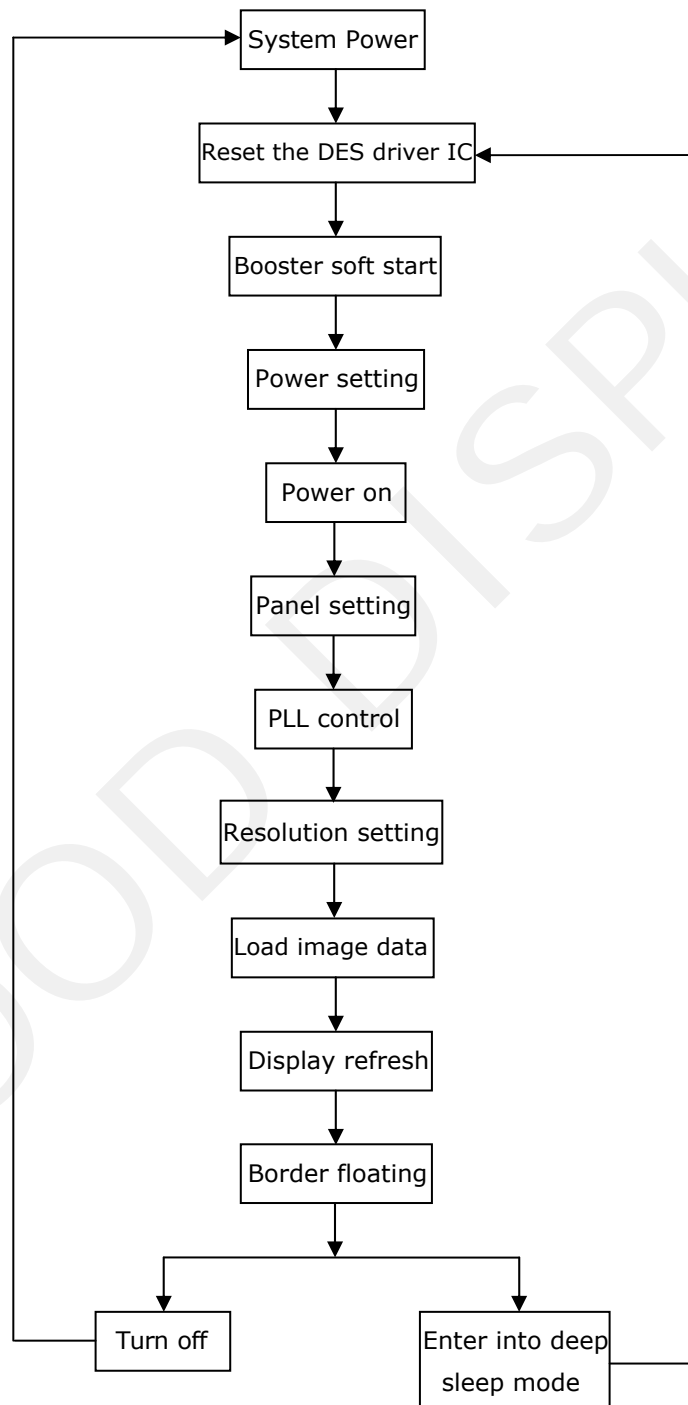 System Power
Reset the DES driver IC
Booster soft start
Power setting
Power on
Panel setting
PLL control
Resolution setting
Load image data
Display refresh
Border floating
Turn off
Enter into deep
sleep mode